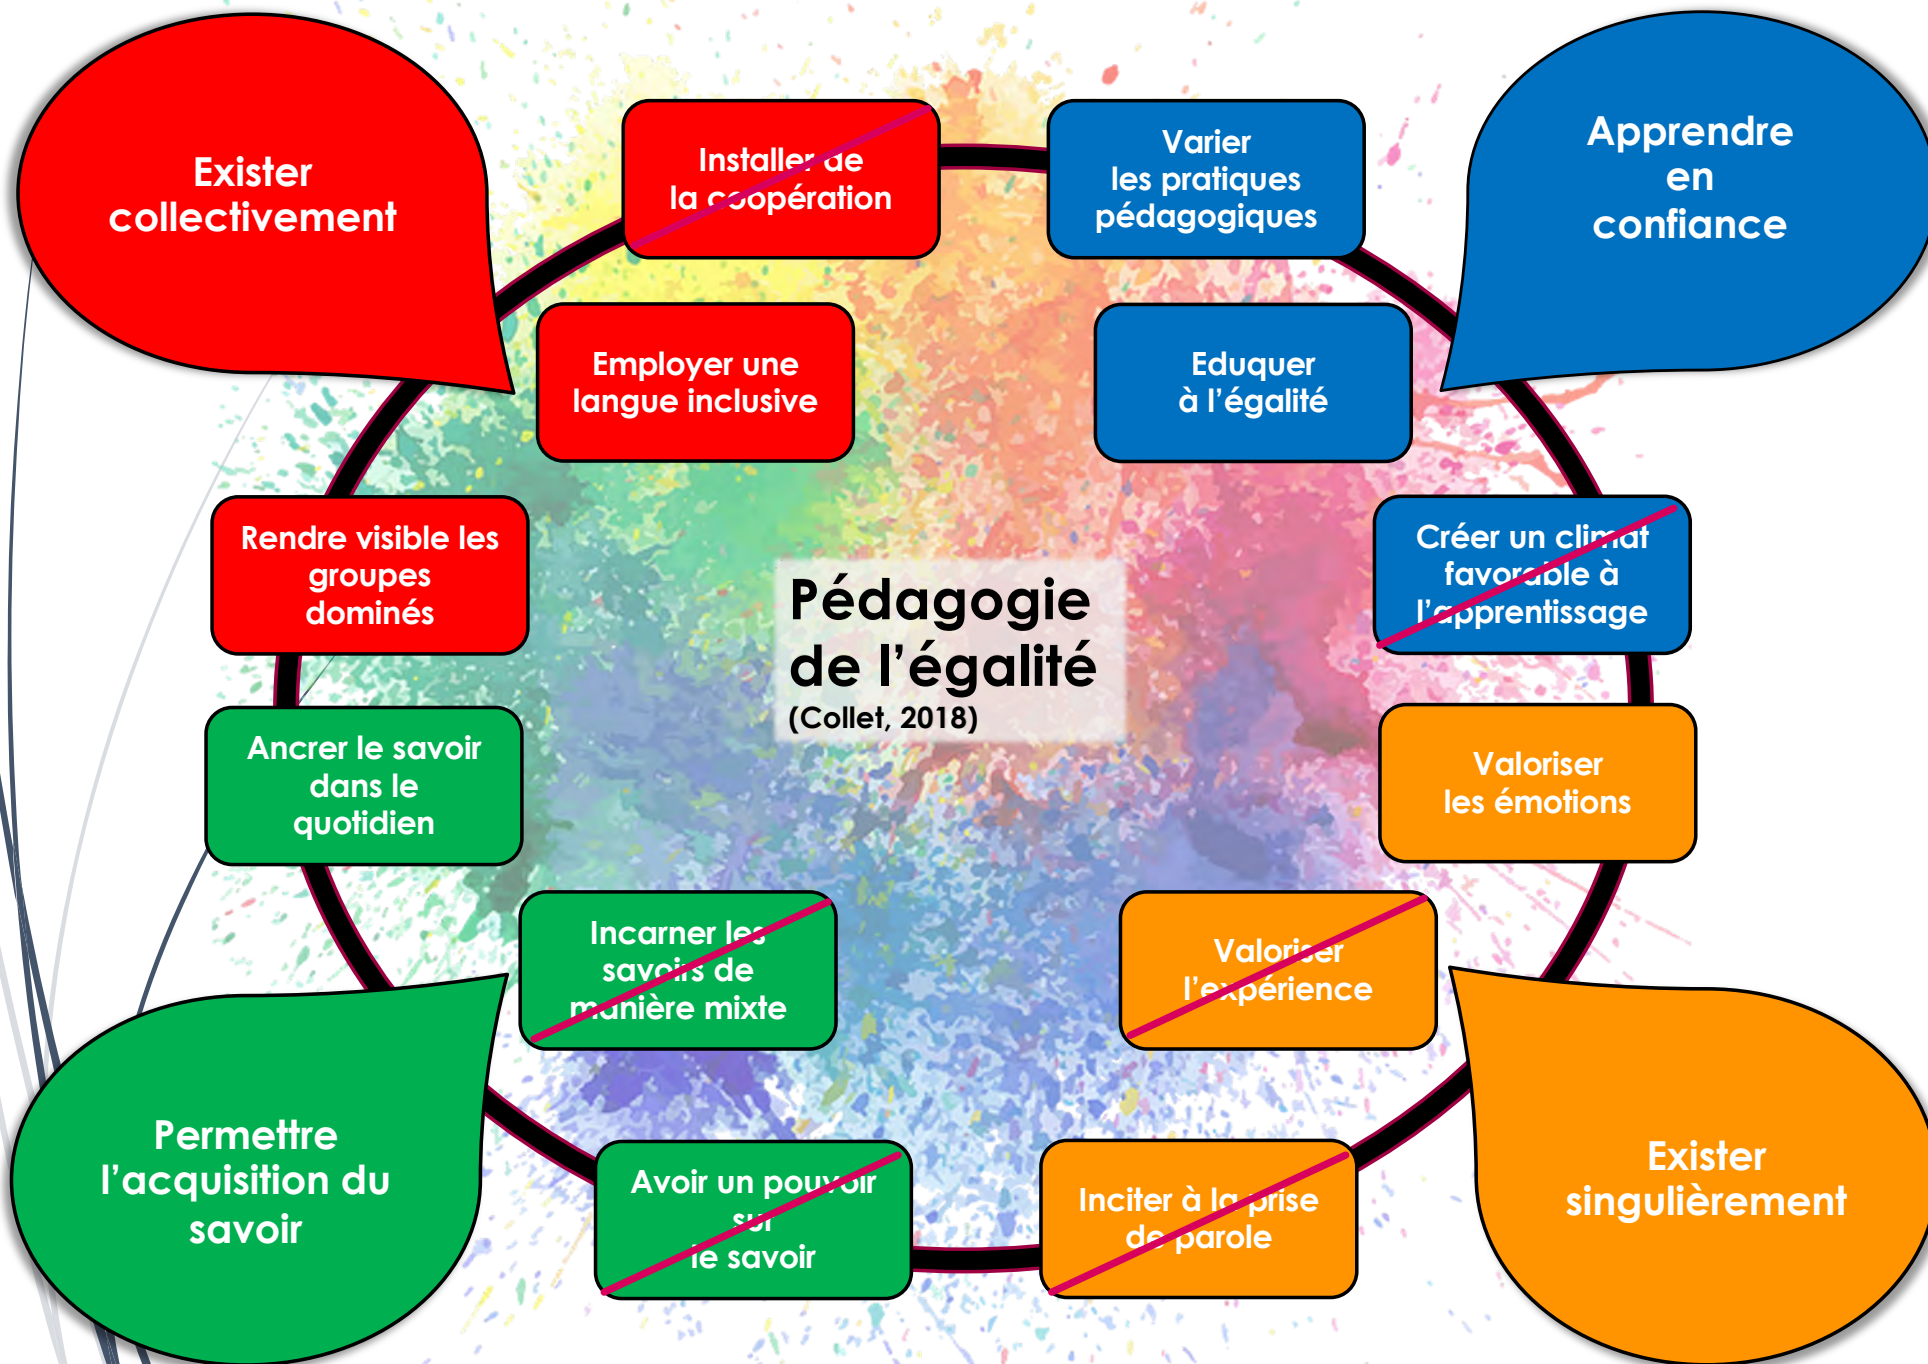 Exister
collectivement
Installer de
la coopération
Varier
les pratiques
pédagogiques
Apprendre
en
confiance
Employer une
langue inclusive
Eduquer
à l'égalité
Rendre visible les
groupes
dominés
Créer un climat
favorable à
l'apprentissage
Pédagogie
de l'égalité
(Collet, 2018)
Ancrer le savoir
dans le
quotidien
Valoriser
les émotions
Incarner les
savoirs de
manière mixte
Valoriser
l'expérience
Permettre
l'acquisition du
savoir
Avoir un pouvoir
sur
le savoir
Inciter à la prise
de parole
Exister
singulièrement